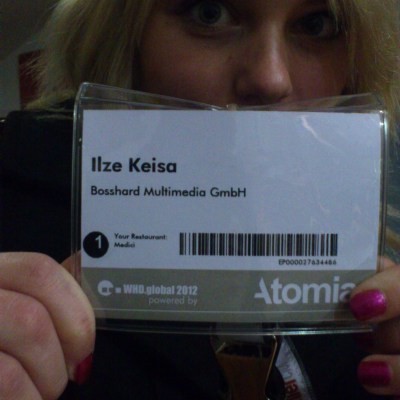 Ilze Keisa
Bosshard Multimedia GmbH
1
Your Restaurant:
Medici
EP000027634486
WHD.global 2012
powered by
Atomia